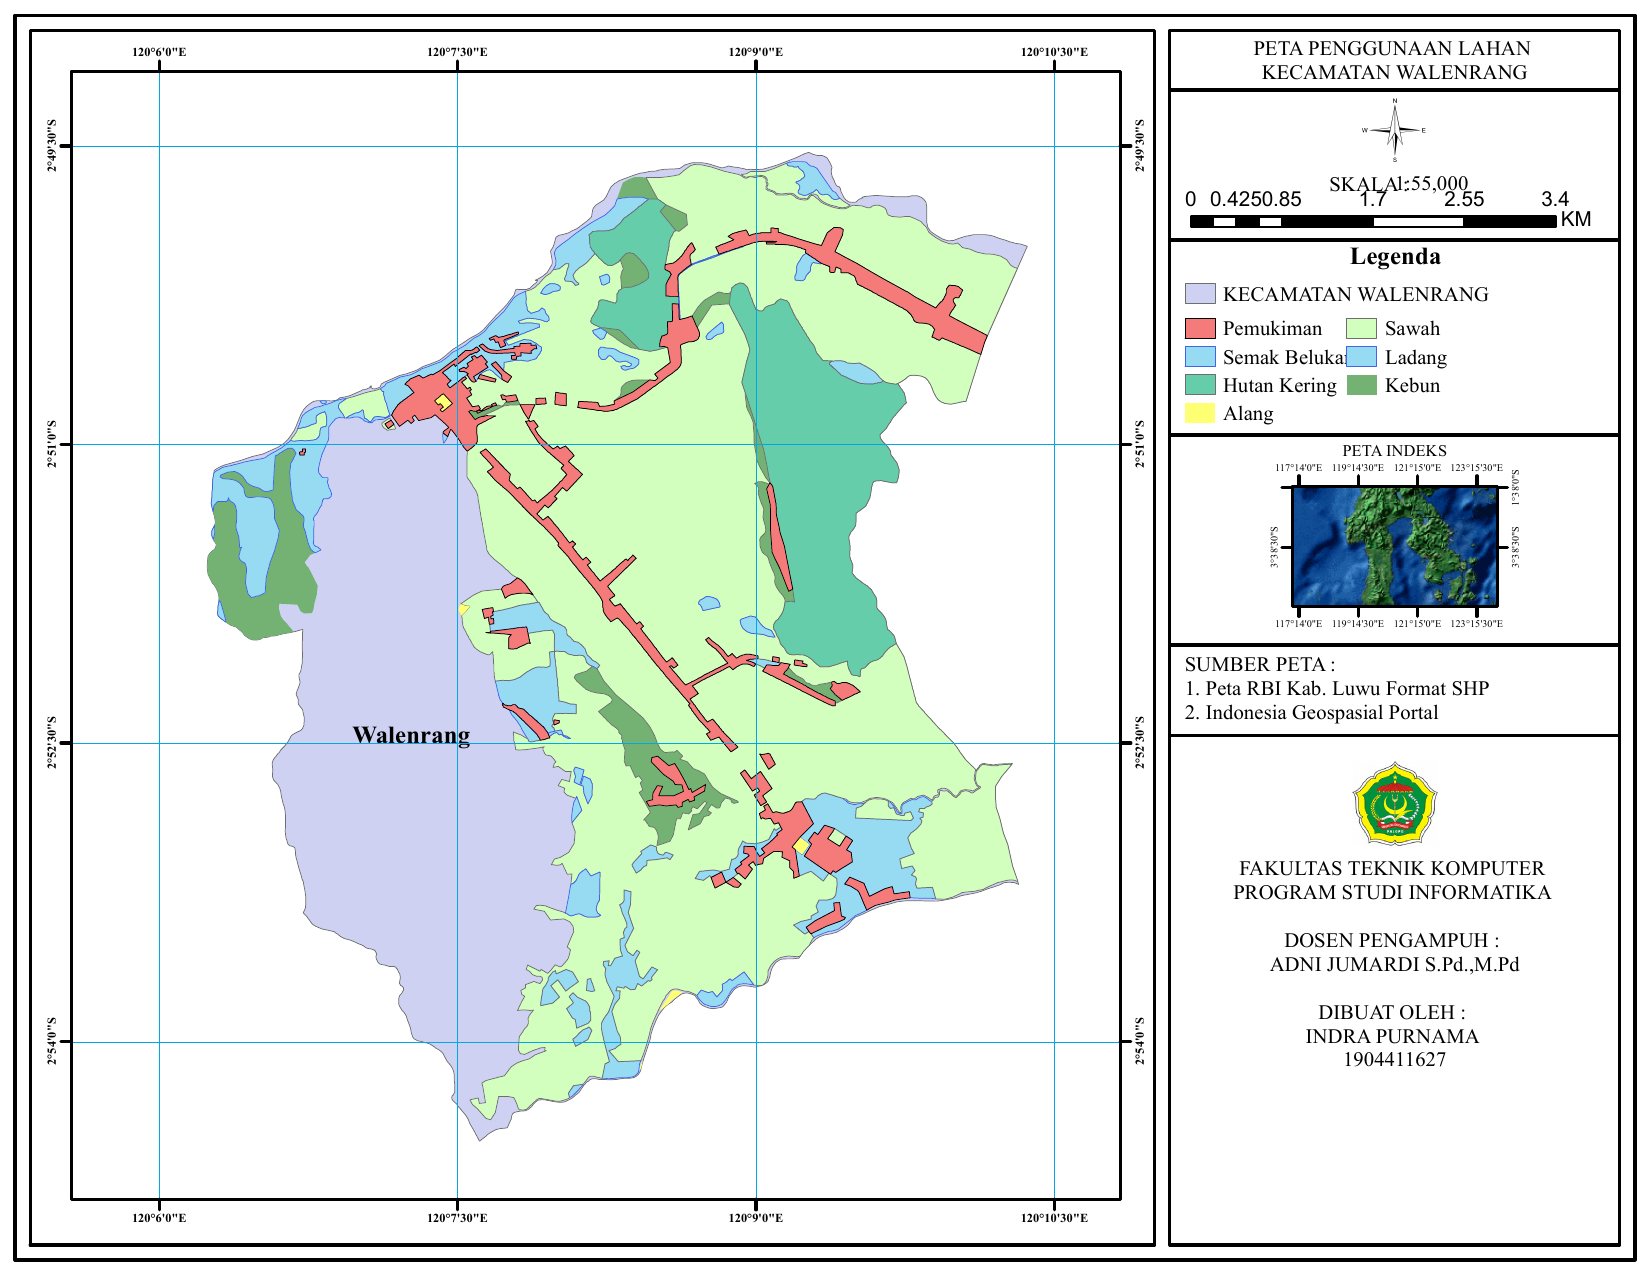 120°6'0"E 120°7'30"E 120°9'0"E 120°10'30"E
2°49'30"S 2°49'30"S
2°51'0"S 2°51'0"S
Walenrang
2°52'30"S 2°52'30"S
2°54'0"S 2°54'0"S
120°6'0"E 120°7'30"E 120°9'0"E 120°10'30"E
PETA PENGGUNAAN LAHAN
KECAMATAN WALENRANG
N
W E
S
SKALA : 1:55,000
0 0.425 0.85 1.7 2.55 3.4
KM
Legenda
KECAMATAN WALENRANG
Pemukiman Sawah
Semak Beluka Ladang
Hutan Kering Kebun
Alang
PETA INDEKS
117°14'0"E 119°14'30"E 121°15'0"E 123°15'30"E
1°38'0"S
3°38'30"S 3°38'30"S
117°14'0"E 119°14'30"E 121°15'0"E 123°15'30"E
SUMBER PETA :
1. Peta RBI Kab. Luwu Format SHP
2. Indonesia Geospasial Portal
FAKULTAS TEKNIK KOMPUTER
PROGRAM STUDI INFORMATIKA
DOSEN PENGAMPUH :
ADNI JUMARDI S.Pd.,M.Pd
DIBUAT OLEH :
INDRA PURNAMA
1904411627